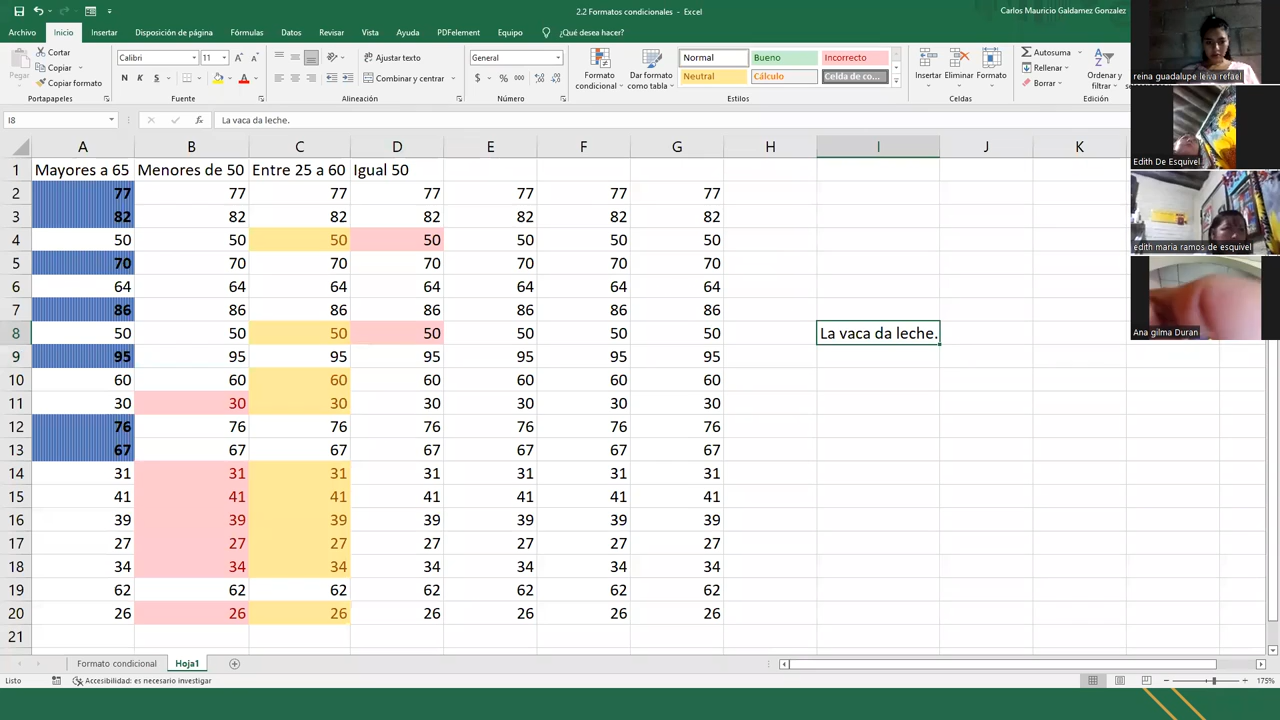 2.2 Formatos condicionales - Excel
Carlos Mauricio Galdamez Gonzalez
Archivo Inicio Insertar Disposición de página Fórmulas Datos Revisar Vista Ayuda PDFelement Equipo ¿Qué desea hacer?
Pegar
Cortar
Copiar
Copiar formato
Portapapeles
Calibri 11
N K S
Fuente
Ajustar texto
Combinar y centrar
Alineación
General
$ % 000
Número
Formato condicional
Dar formato como tabla
Normal Bueno Incorrecto
Neutral Cálculo Celda de co...
Estilos
Insertar Eliminar Formato
Celdas
Autosuma
Rellenar
Borrar
Ordenar y
Edición
I8 fx La vaca da leche.
A B C D E F G H I J K
1 Mayores a 65 Menores de 50 Entre 25 a 60 Igual 50
2 77 77 77 77 77 77 77
3 82 82 82 82 82 82 82
4 50 50 50 50 50 50 50
5 70 70 70 70 70 70 70
6 64 64 64 64 64 64 64
7 86 86 86 86 86 86 86
8 50 50 50 50 50 50 50 La vaca da leche.
9 95 95 95 95 95 95 95
10 60 60 60 60 60 60 60
11 30 30 30 30 30 30 30
12 76 76 76 76 76 76 76
13 67 67 67 67 67 67 67
14 31 31 31 31 31 31 31
15 41 41 41 41 41 41 41
16 39 39 39 39 39 39 39
17 27 27 27 27 27 27 27
18 34 34 34 34 34 34 34
19 62 62 62 62 62 62 62
20 26 26 26 26 26 26 26
21
Formato condicional Hoja1
Listo Accesibilidad: es necesario investigar 175%
reina guadalupe leiva refael
Edith De Esquivel
edith maria ramos de esquivel
Ana gilma Duran